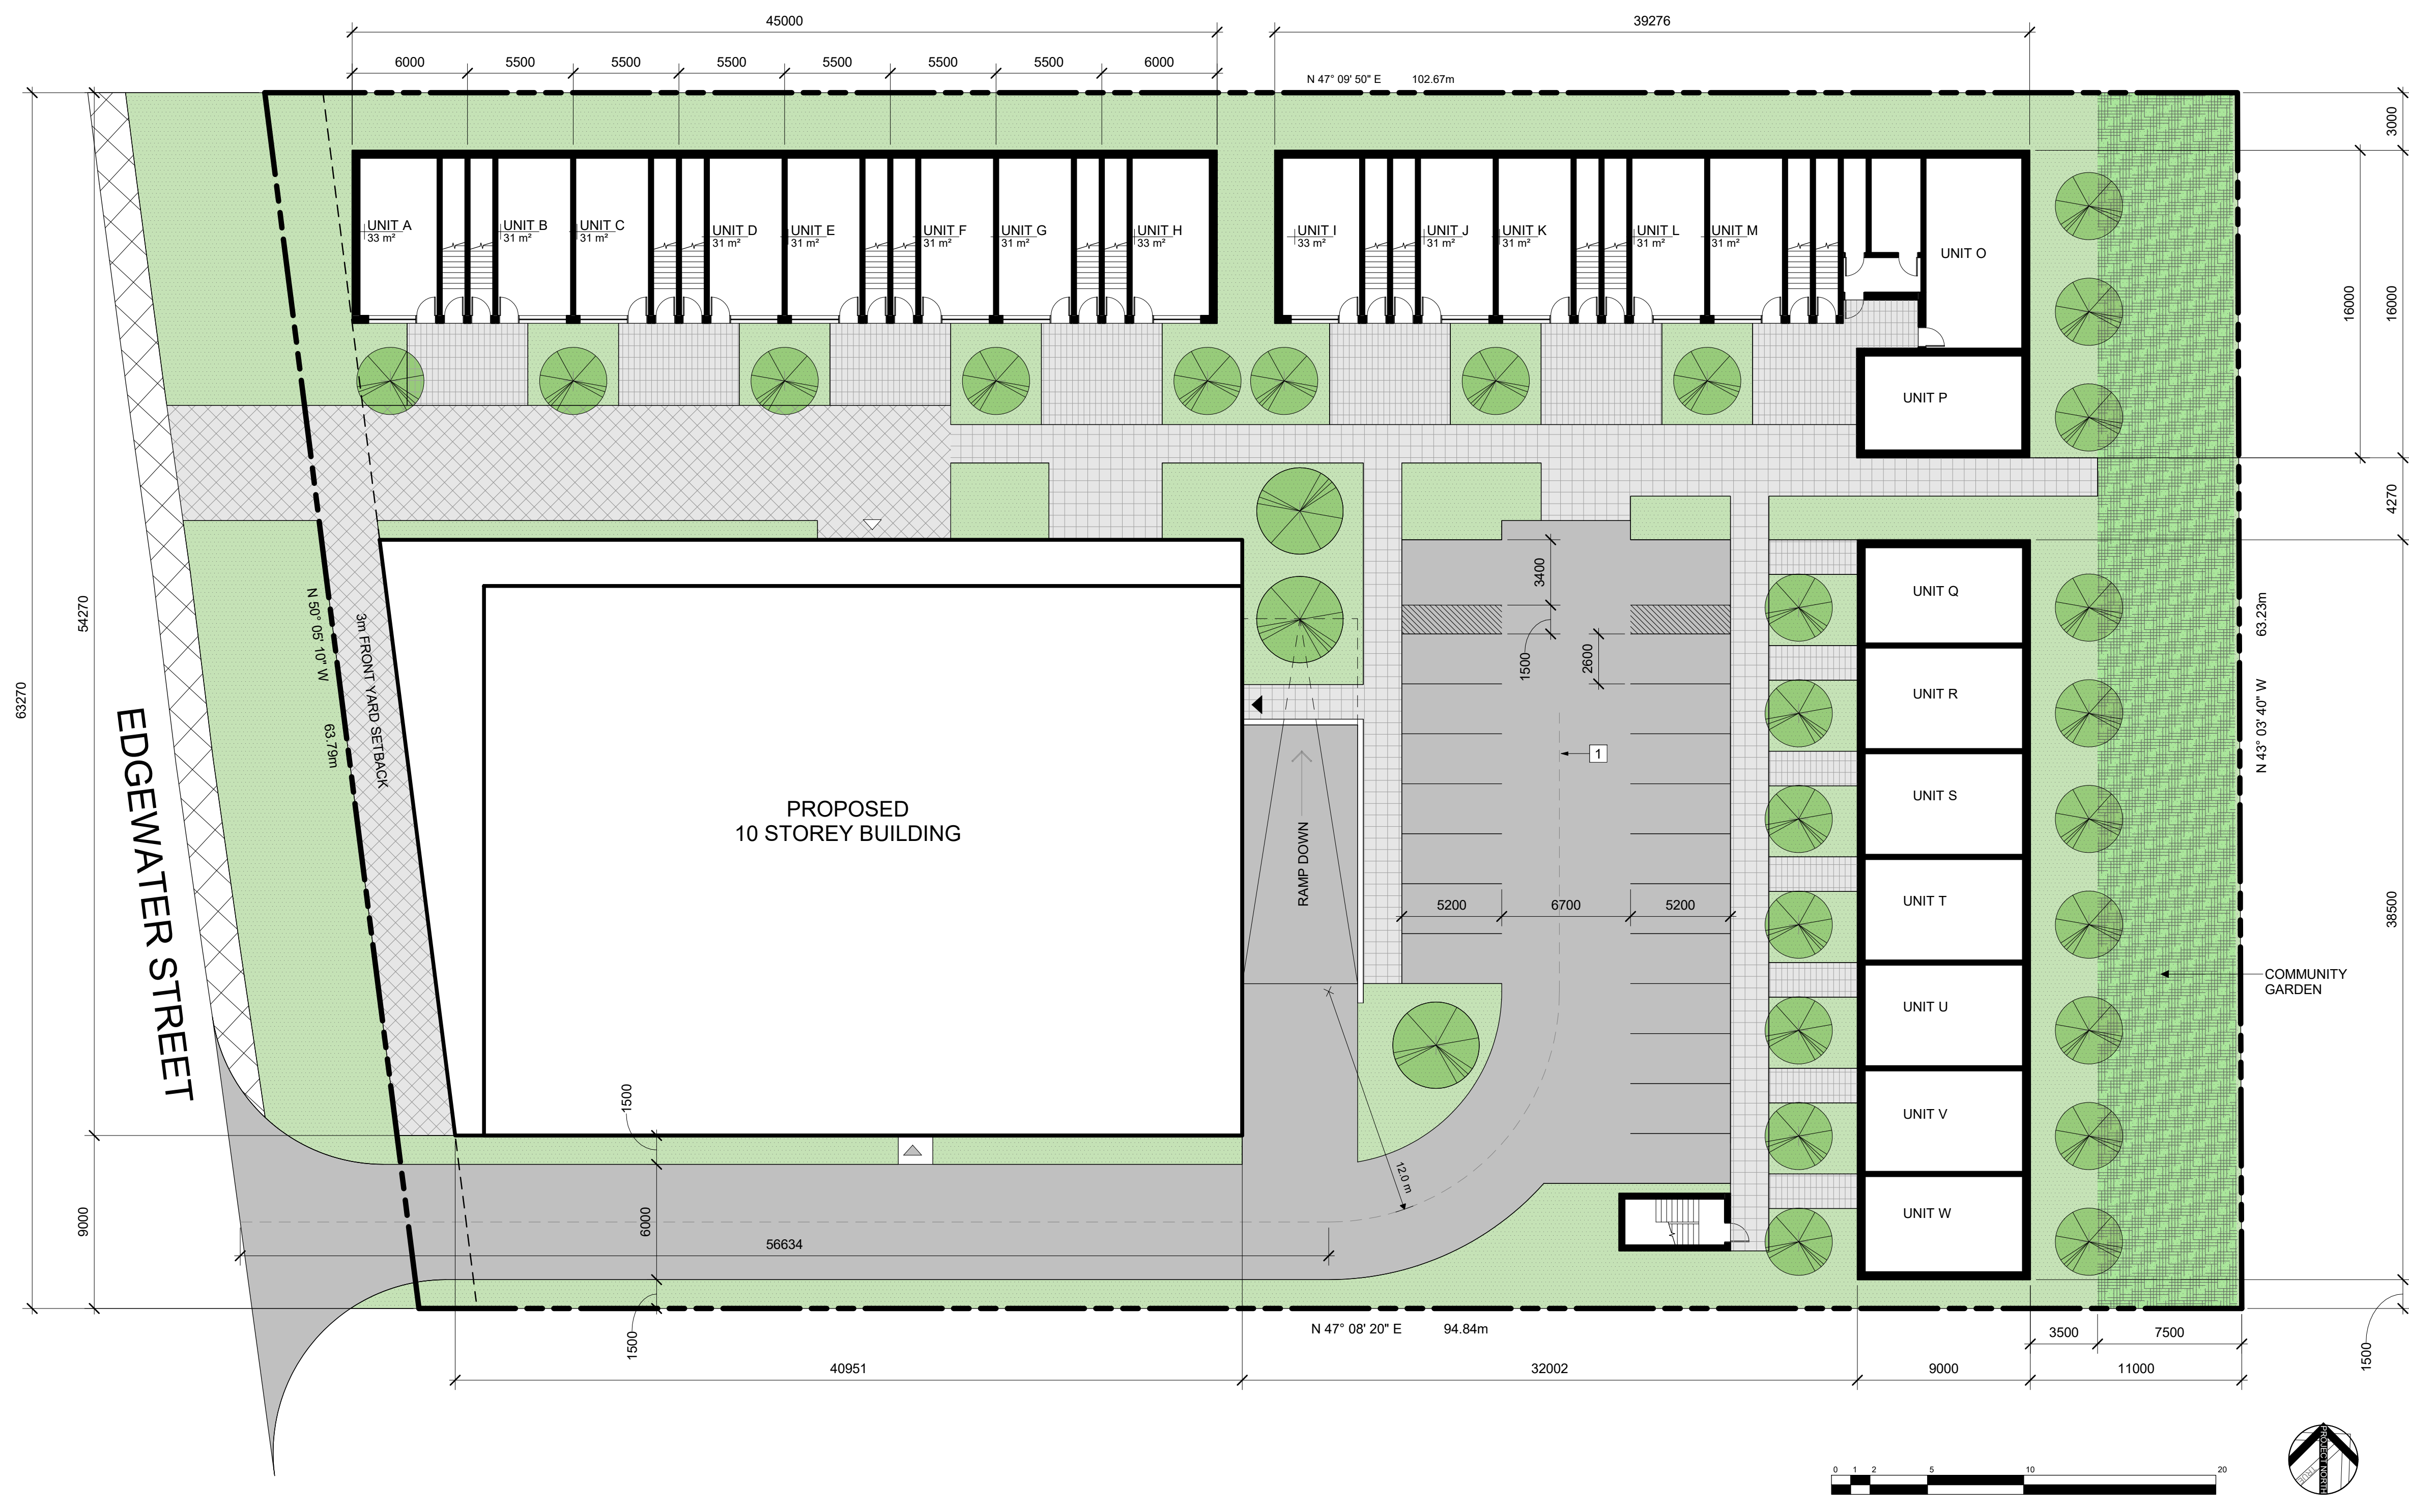 45000
39276
6000
5500
5500
5500
5500
5500
5500
6000
N 47° 09' 50" E 102.67m
3000
UNIT A
33 m²
UNIT B
31 m²
UNIT C
31 m²
UNIT D
31 m²
UNIT E
31 m²
UNIT F
31 m²
UNIT G
31 m²
UNIT H
33 m²
UNIT I
33 m²
UNIT J
31 m²
UNIT K
31 m²
UNIT L
31 m²
UNIT M
31 m²
UNIT O
16000
16000
UNIT P
4270
63270
54270
9000
EDGEWATER STREET
N 50° 05' 10" W 63.79m
3m FRONT YARD SETBACK
PROPOSED
10 STOREY BUILDING
RAMP DOWN
3400
1500
2600
1
5200
6700
5200
12.0 m
UNIT Q
UNIT R
UNIT S
UNIT T
UNIT U
UNIT V
UNIT W
N 43° 03' 40" W 63.23m
38500
COMMUNITY
GARDEN
1500
6000
56634
1500
N 47° 08' 20" E 94.84m
3500
7500
1500
40951
32002
9000
11000
0 1 2 5 10 20
PROJECT NORTH
TRUE